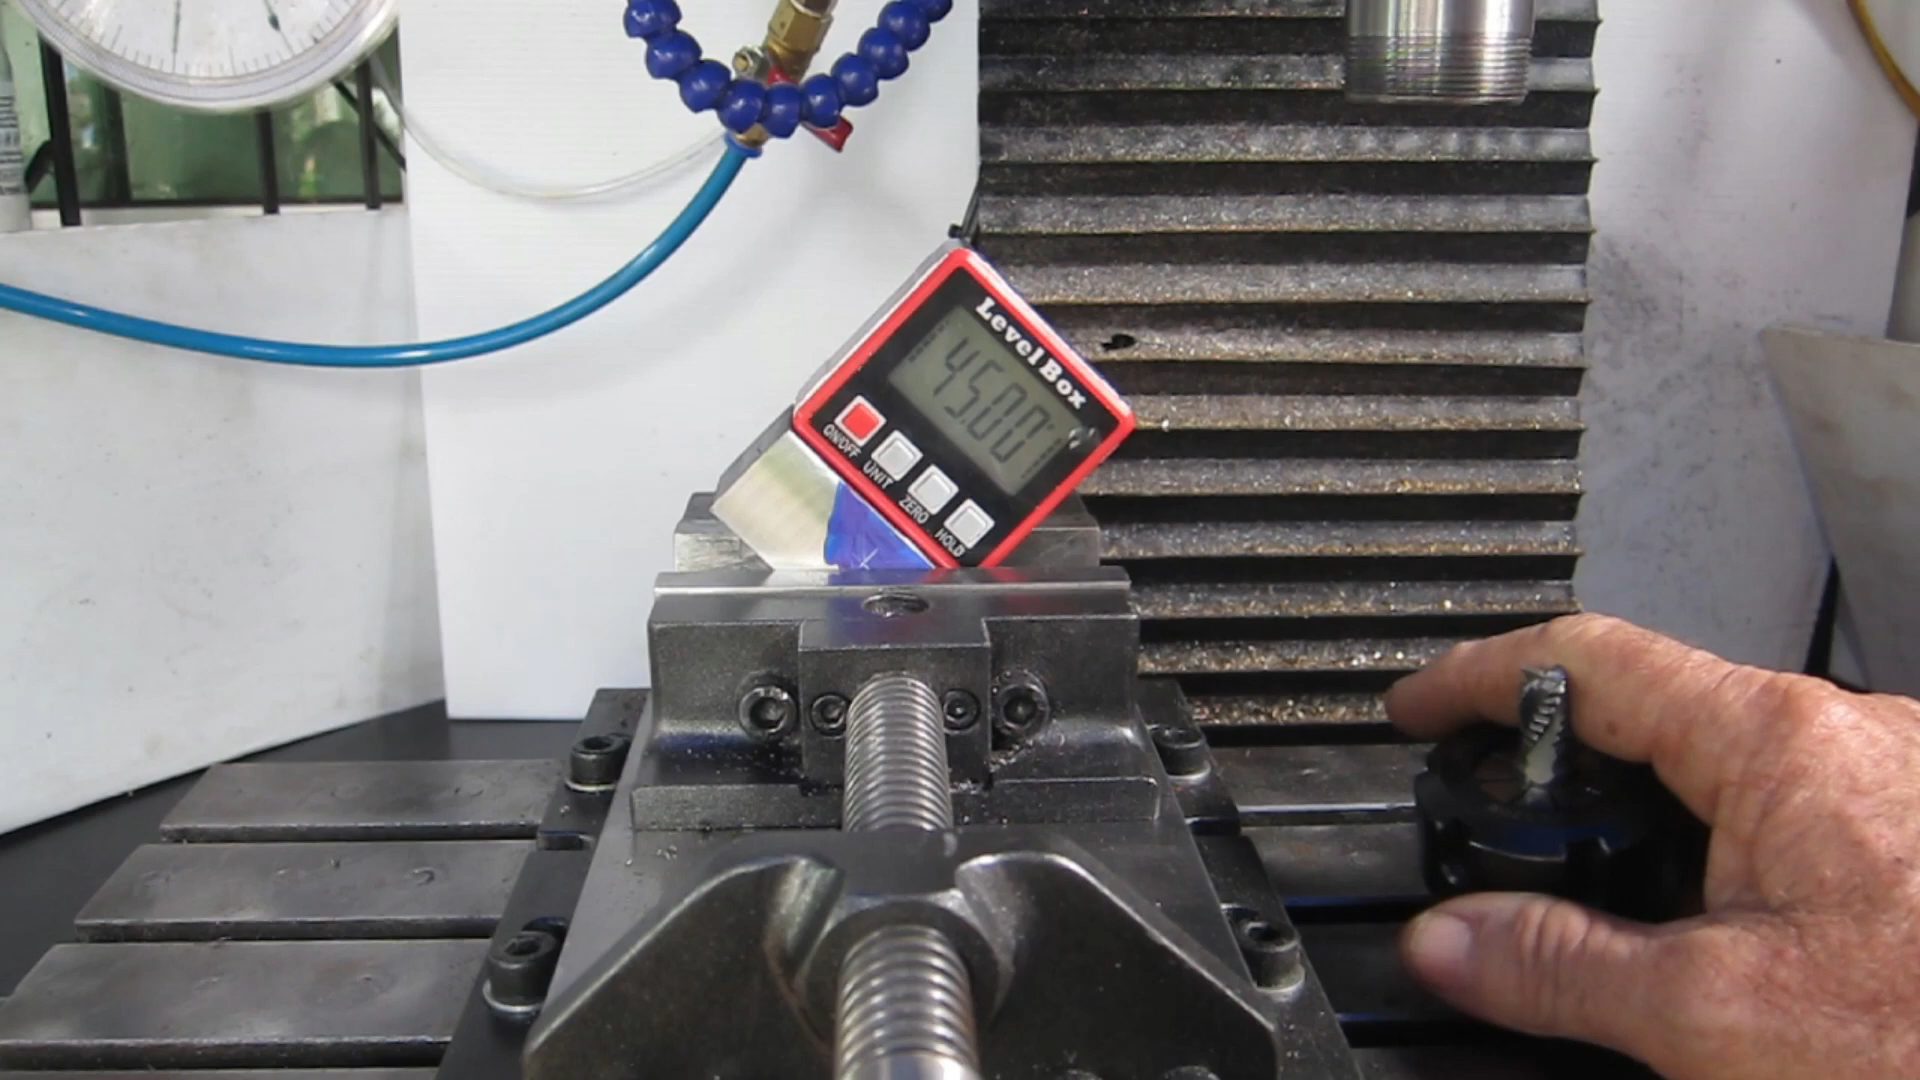 Level Box
45.00°
ON/OFF
UNIT
ZERO
HOLD